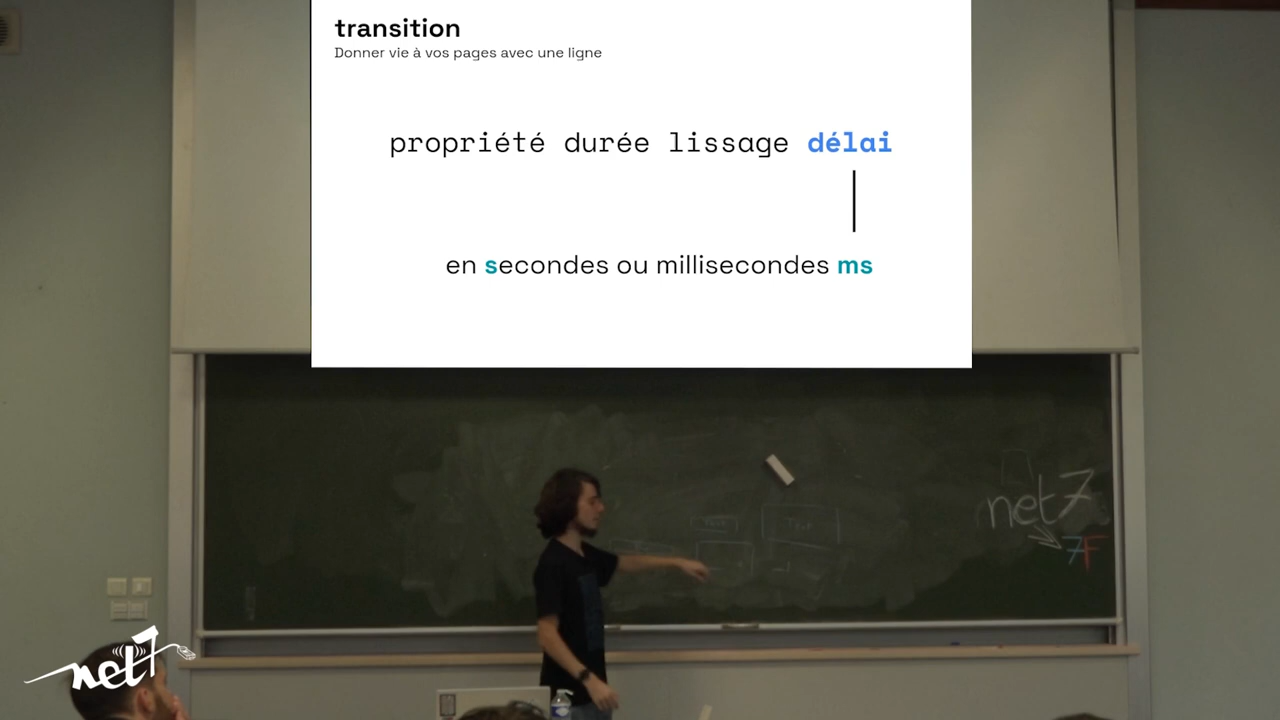 transition
Donner vie à vos pages avec une ligne
propriété durée lissage délai
en secondes ou millisecondes ms
net7
7F
net7